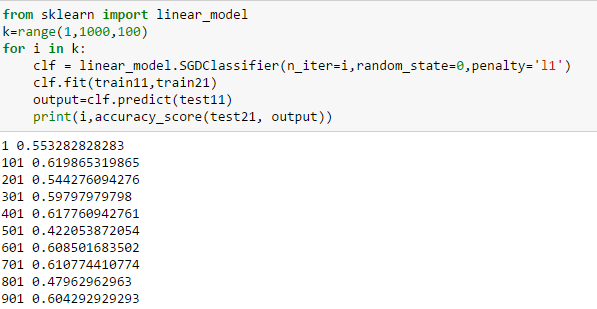 from sklearn import linear_model
k=range(1,1000,100)
for i in k:
    clf = linear_model.SGDClassifier(n_iter=i,random_state=0,penalty='l1')
    clf.fit(train11,train21)
    output=clf.predict(test11)
    print(i,accuracy_score(test21, output))
1 0.553282828283
101 0.619865319865
201 0.544276094276
301 0.59797979798
401 0.617760942761
501 0.422053872054
601 0.608501683502
701 0.610774410774
801 0.47962962963
901 0.604292929293